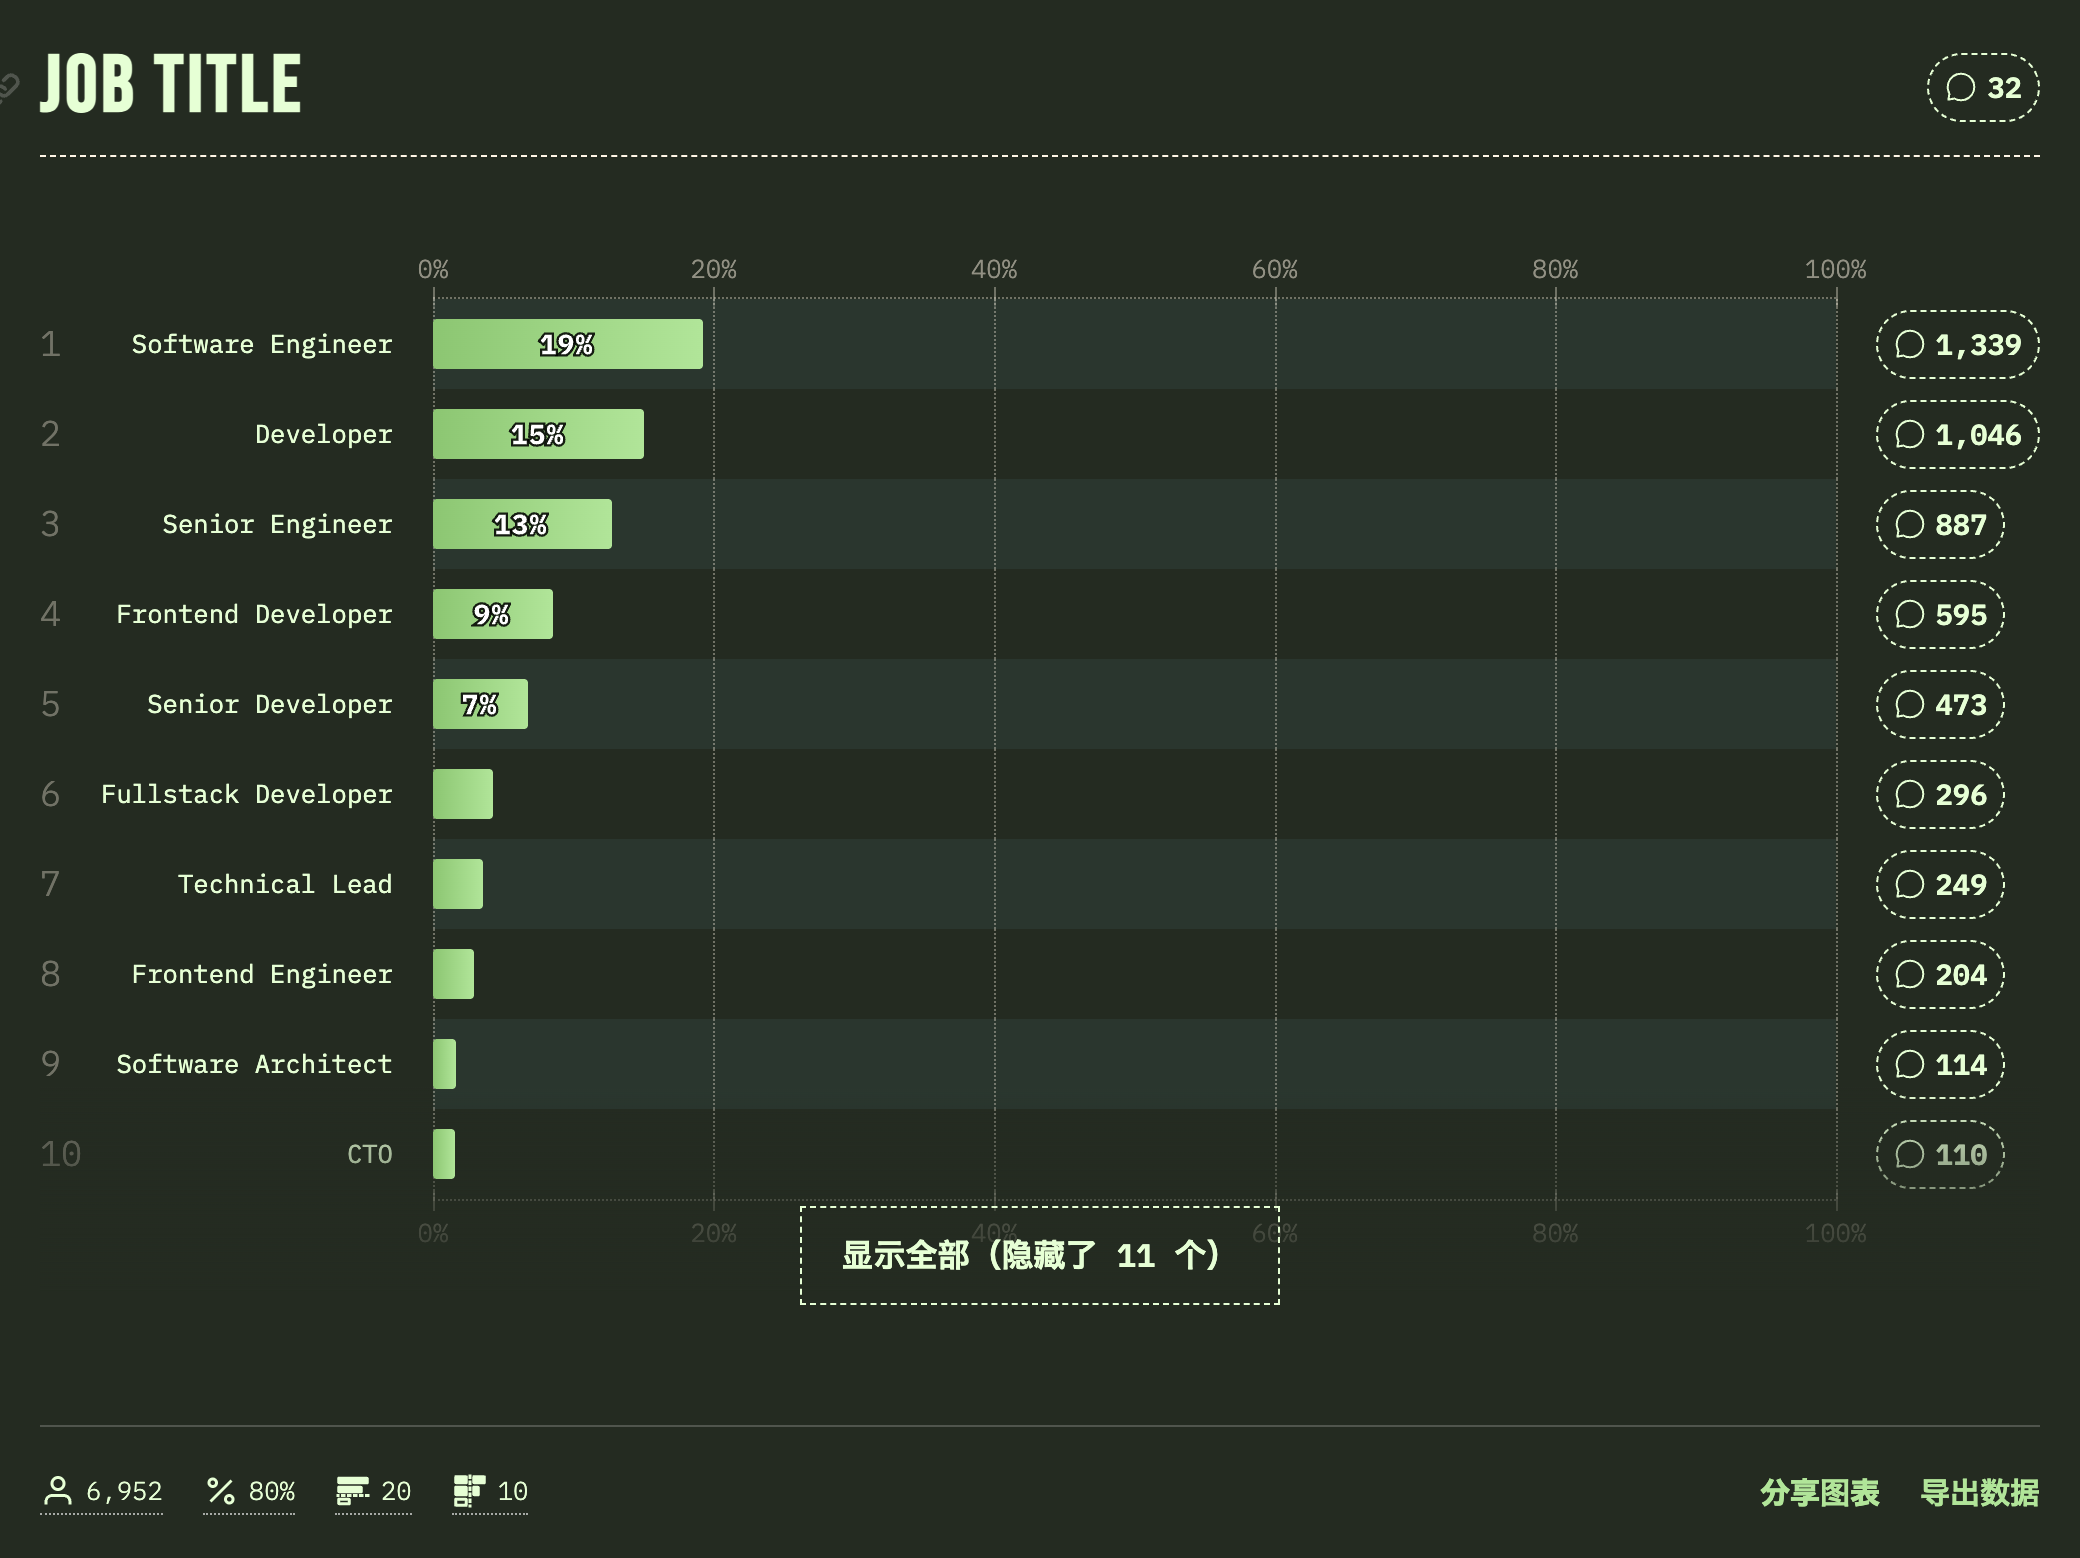 JOB TITLE
32
0% 20% 40% 60% 80% 100%
1 Software Engineer 19% 1,339
2 Developer 15% 1,046
3 Senior Engineer 13% 887
4 Frontend Developer 9% 595
5 Senior Developer 7% 473
6 Fullstack Developer 296
7 Technical Lead 249
8 Frontend Engineer 204
9 Software Architect 114
10 CTO 110
0% 20% 40% 60% 80% 100%
显示全部（隐藏了 11 个）
6,952 80% 20 10 分享图表 导出数据